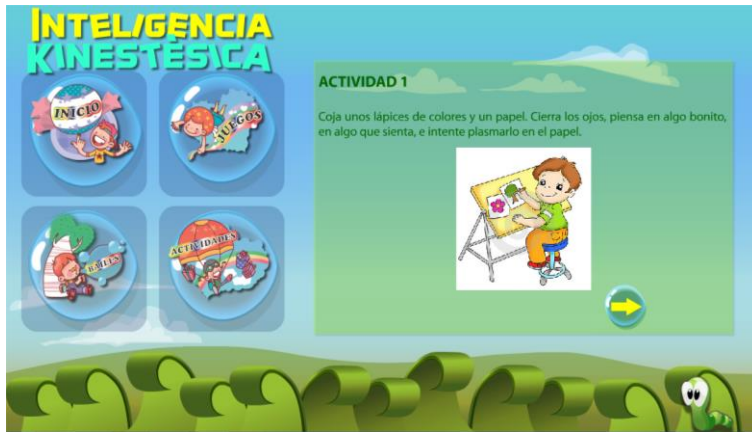 INTELIGENCIA
KINESTÉSICA
INICIO
JUEGOS
BAILES
ACTIVIDADES
ACTIVIDAD 1
Coja unos lápices de colores y un papel. Cierra los ojos, piensa en algo bonito,
en algo que sienta, e intente plasmarlo en el papel.